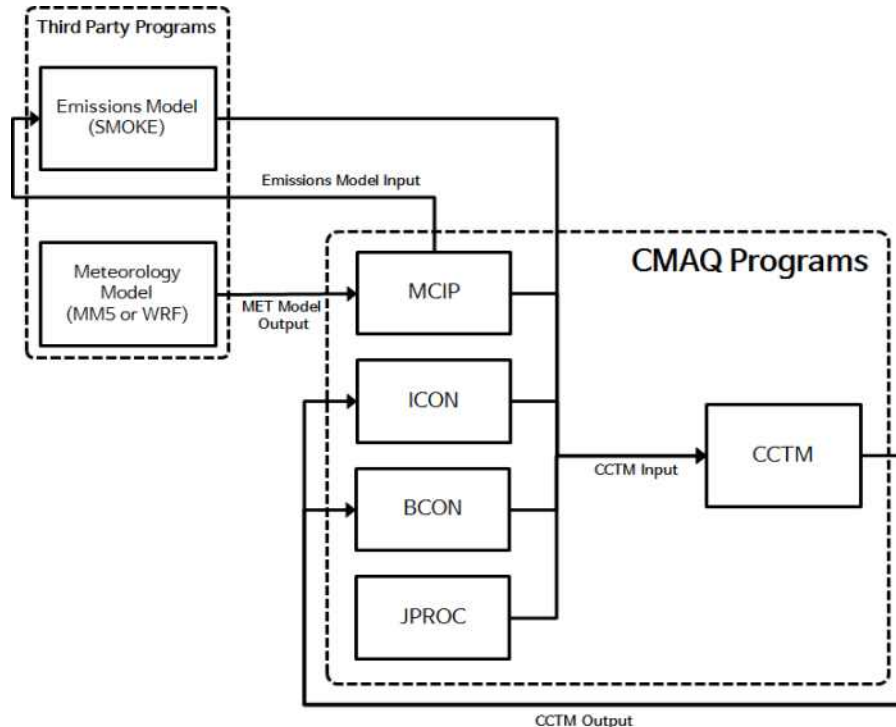 Third Party Programs
Emissions Model
(SMOKE)
Emissions Model Input
Meteorology
Model
(MM5 or WRF)
MET Model
Output
CMAQ Programs
MCIP
ICON
BCON
JPROC
CCTM Input
CCTM
CCTM Output